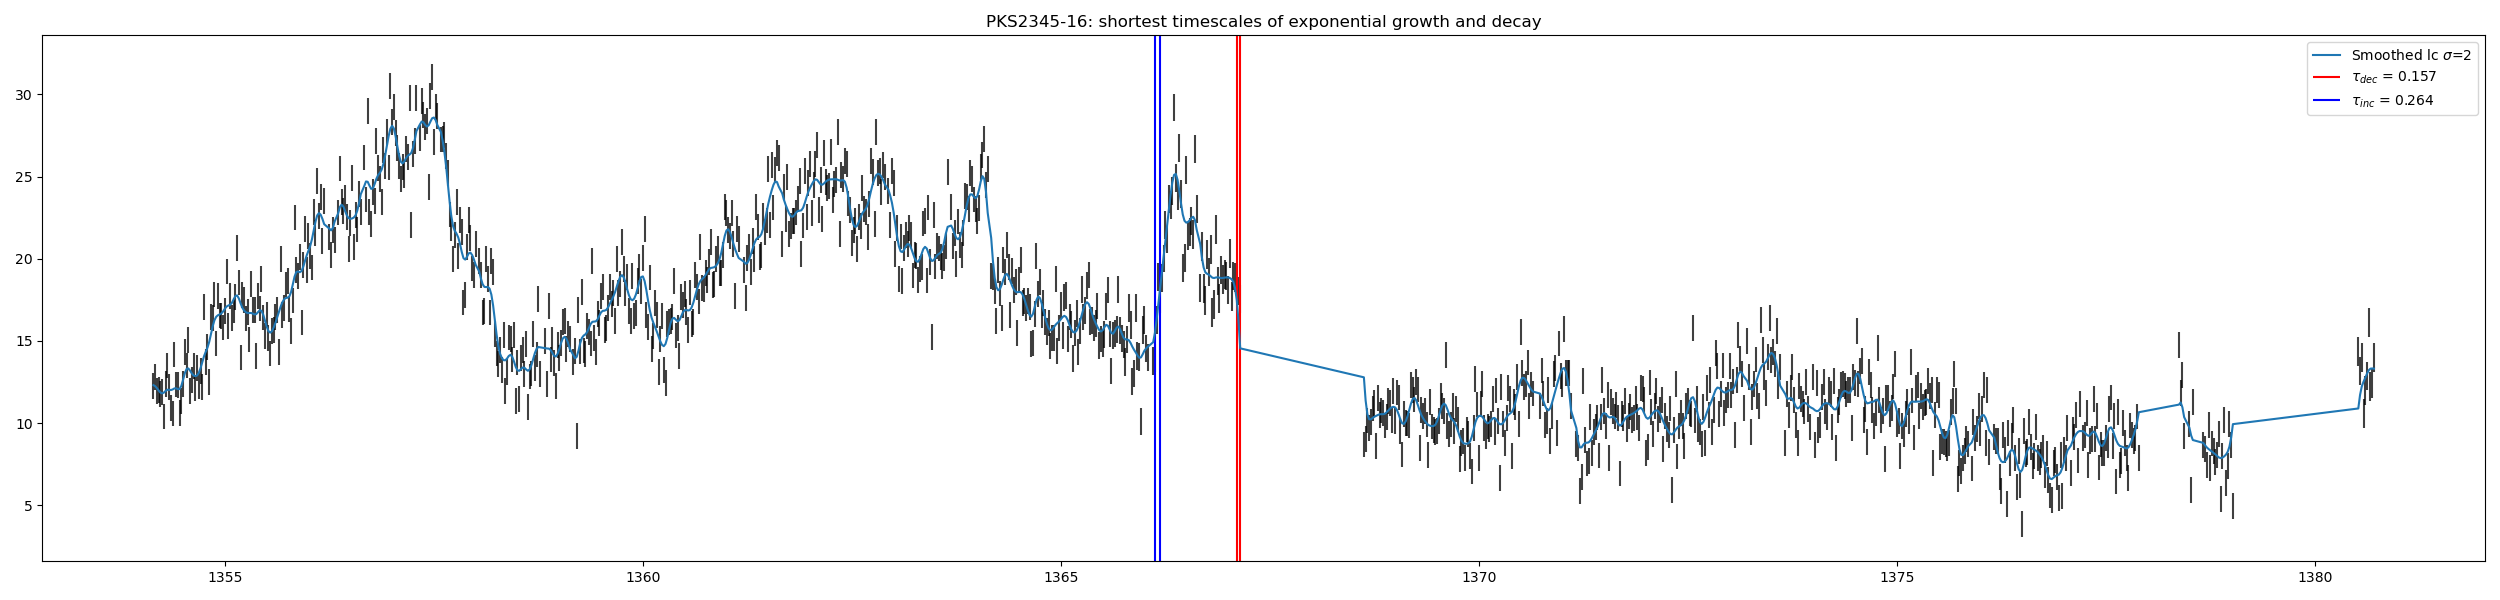 PKS2345-16: shortest timescales of exponential growth and decay
Smoothed lc σ=2
τdec = 0.157
τinc = 0.264
30
25
20
15
10
5
1355 1360 1365 1370 1375 1380